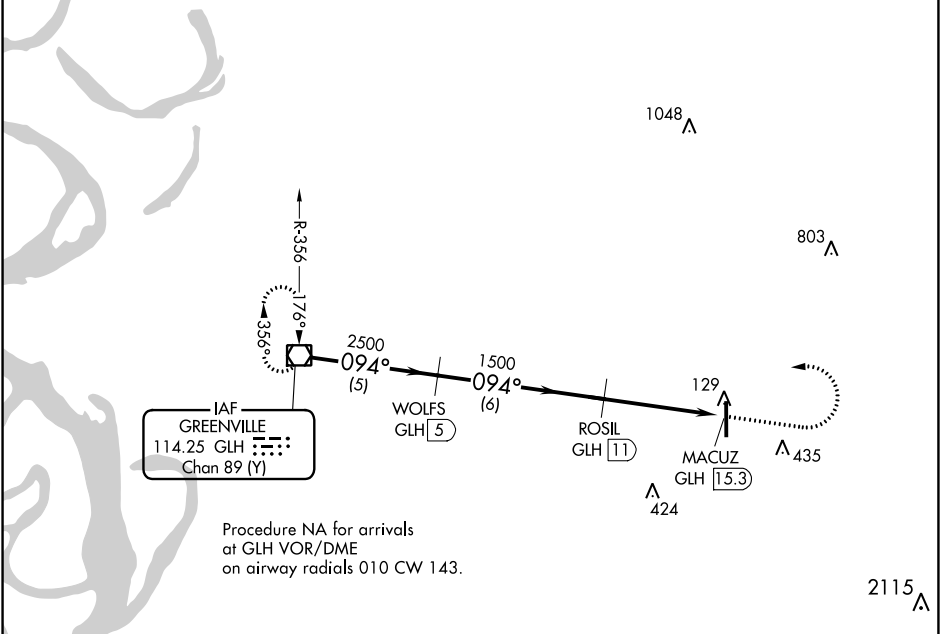 1048
803
R-356
176°
356°
2500
094°
(5)
1500
094°
(6)
WOLFS
GLH 5
ROSIL
GLH 11
129
MACUZ
GLH 15.3
435
424
IAF
GREENVILLE
114.25 GLH
Chan 89 (Y)
Procedure NA for arrivals
at GLH VOR/DME
on airway radials 010 CW 143.
2115